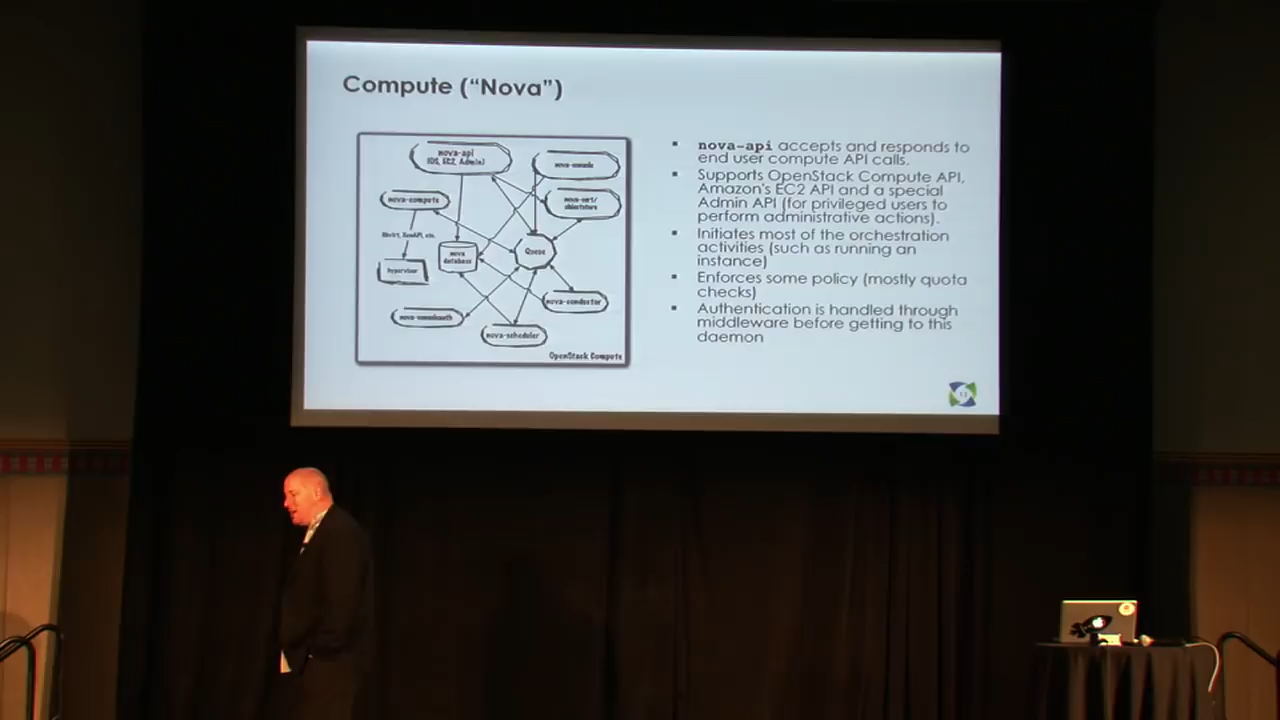 Compute (“Nova”)
nova-api
(OS, EC2, Admin)
nova-console
nova-compute
nova-cert/
objectstore
libvirt, XenAPI, etc.
nova
database
Queue
hypervisor
nova-conductor
nova-consoleauth
nova-scheduler
OpenStack Compute
▪ nova-api accepts and responds to
end user compute API calls.
▪ Supports OpenStack Compute API,
Amazon's EC2 API and a special
Admin API (for privileged users to
perform administrative actions).
▪ Initiates most of the orchestration
activities (such as running an
instance)
▪ Enforces some policy (mostly quota
checks)
▪ Authentication is handled through
middleware before getting to this
daemon